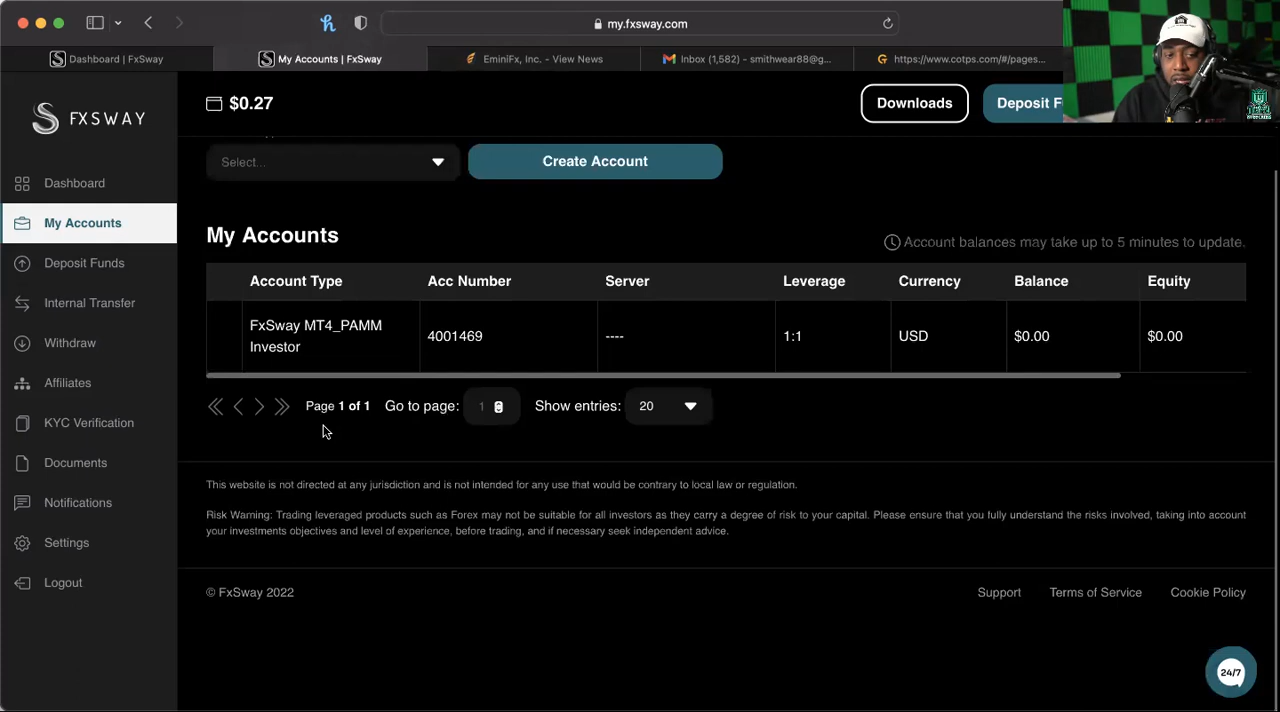 my.fxsway.com
Dashboard | FxSway
My Accounts | FxSway
EminiFx, Inc. - View News
Inbox (1,582) - smithwear88@g...
https://www.cotps.com/#/pages...
FXSWAY
$0.27
Downloads
Deposit F
Select...
Create Account
Dashboard
My Accounts
Deposit Funds
Internal Transfer
Withdraw
Affiliates
KYC Verification
Documents
Notifications
Settings
Logout
My Accounts
Account balances may take up to 5 minutes to update.
Account Type Acc Number Server Leverage Currency Balance Equity
FxSway MT4_PAMM
Investor 4001469 ---- 1:1 USD $0.00 $0.00
Page 1 of 1 Go to page: 1 Show entries: 20
This website is not directed at any jurisdiction and is not intended for any use that would be contrary to local law or regulation.
Risk Warning: Trading leveraged products such as Forex may not be suitable for all investors as they carry a degree of risk to your capital. Please ensure that you fully understand the risks involved, taking into account
your investments objectives and level of experience, before trading, and if necessary seek independent advice.
© FxSway 2022
Support Terms of Service Cookie Policy
24/7